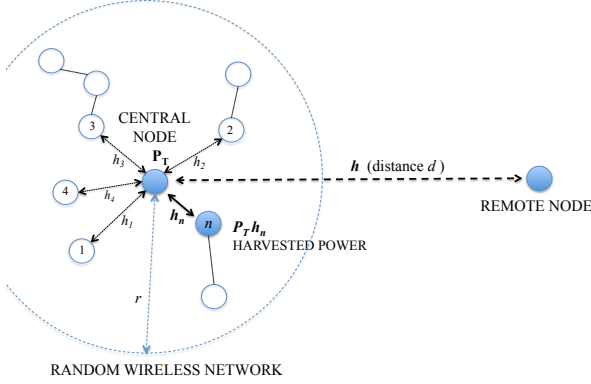 CENTRAL
NODE
P_T
3
2
h_3
h_2
h (distance d )
4
h_4
h_n
REMOTE NODE
h_1
n
P_T h_n
HARVESTED POWER
1
r
RANDOM WIRELESS NETWORK